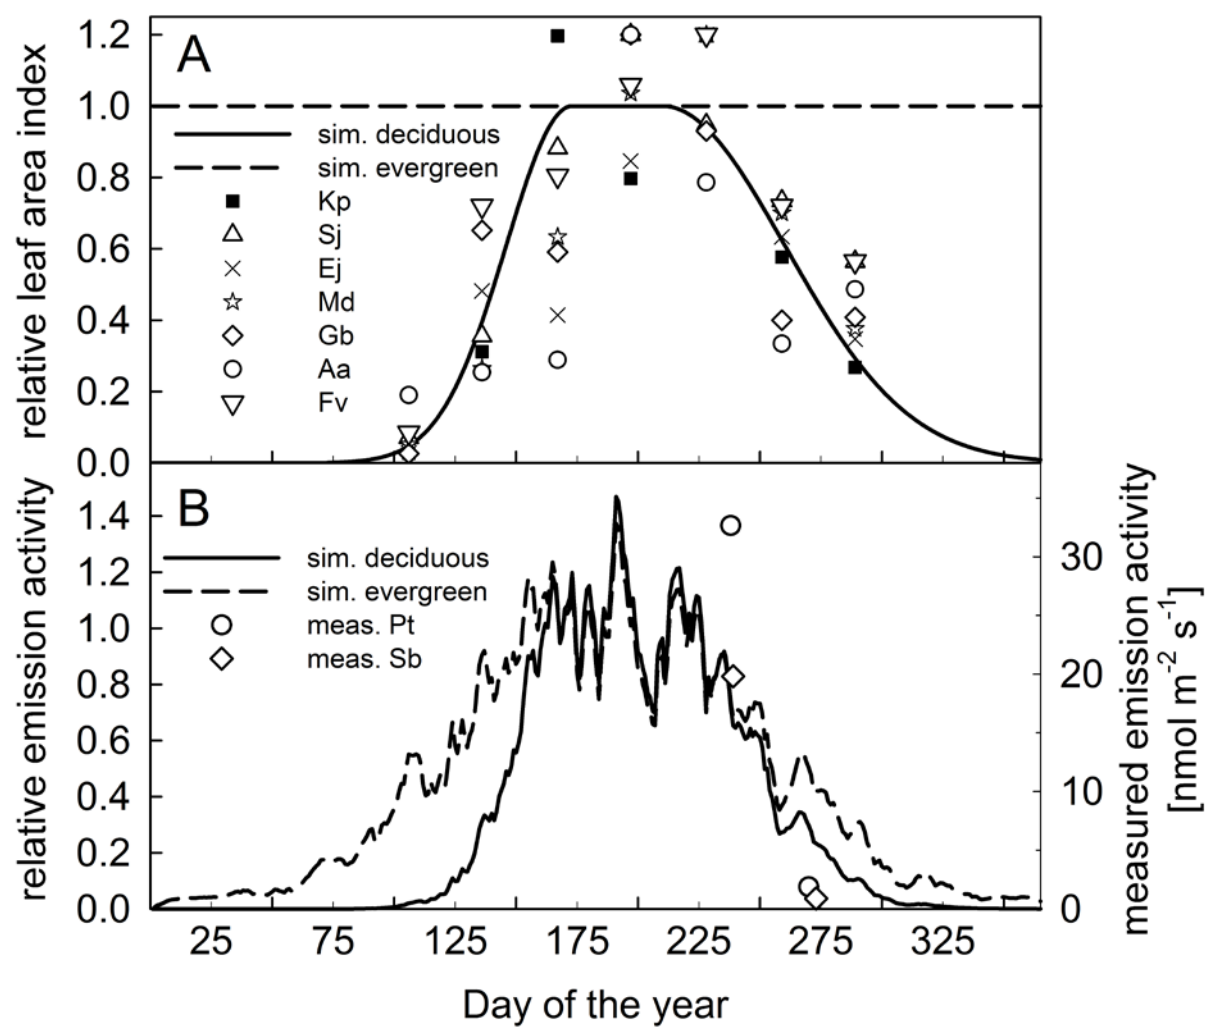 A
relative leaf area index
1.2
1.0
0.8
0.6
0.4
0.2
0.0
sim. deciduous
sim. evergreen
Kp
Sj
Ej
Md
Gb
Aa
Fv
B
relative emission activity
1.4
1.2
1.0
0.8
0.6
0.4
0.2
0.0
sim. deciduous
sim. evergreen
meas. Pt
meas. Sb
30
20
10
0
measured emission activity
[nmol m⁻² s⁻¹]
25 75 125 175 225 275 325
Day of the year